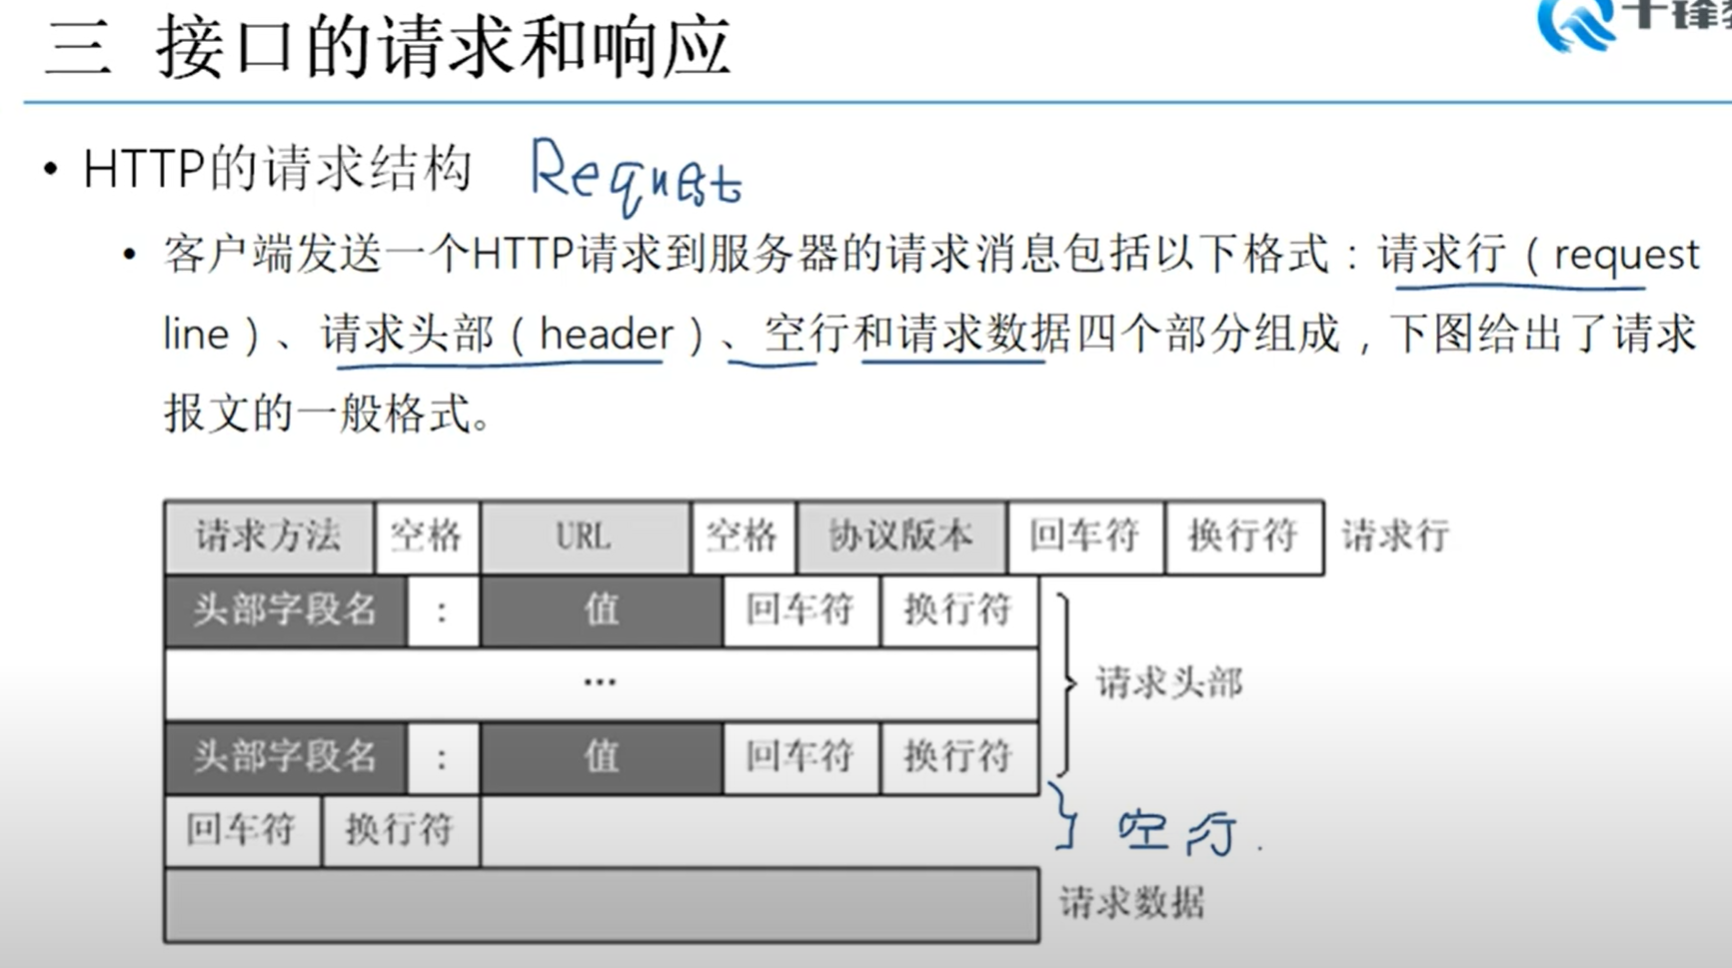 三 接口的请求和响应
千锋
• HTTP的请求结构 Request
• 客户端发送一个HTTP请求到服务器的请求消息包括以下格式：请求行（request
line）、请求头部（header）、空行和请求数据四个部分组成，下图给出了请求
报文的一般格式。
请求方法 空格 URL 空格 协议版本 回车符 换行符 请求行
头部字段名 : 值 回车符 换行符
... 请求头部
头部字段名 : 值 回车符 换行符
回车符 换行符 空行.
请求数据